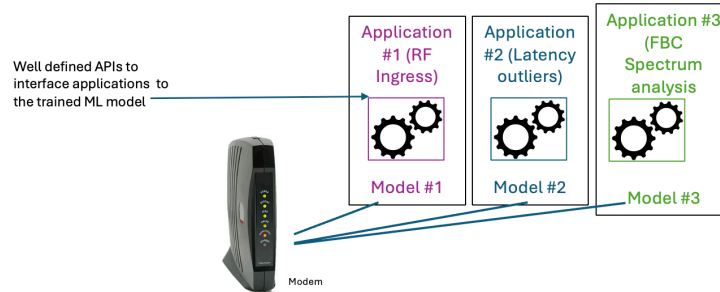 Well defined APIs to
interface applications to
the trained ML model
Application
#1 (RF
Ingress)
Model #1
Application
#2 (Latency
outliers)
Model #2
Application #3
(FBC
Spectrum
analysis
Model #3
Modem